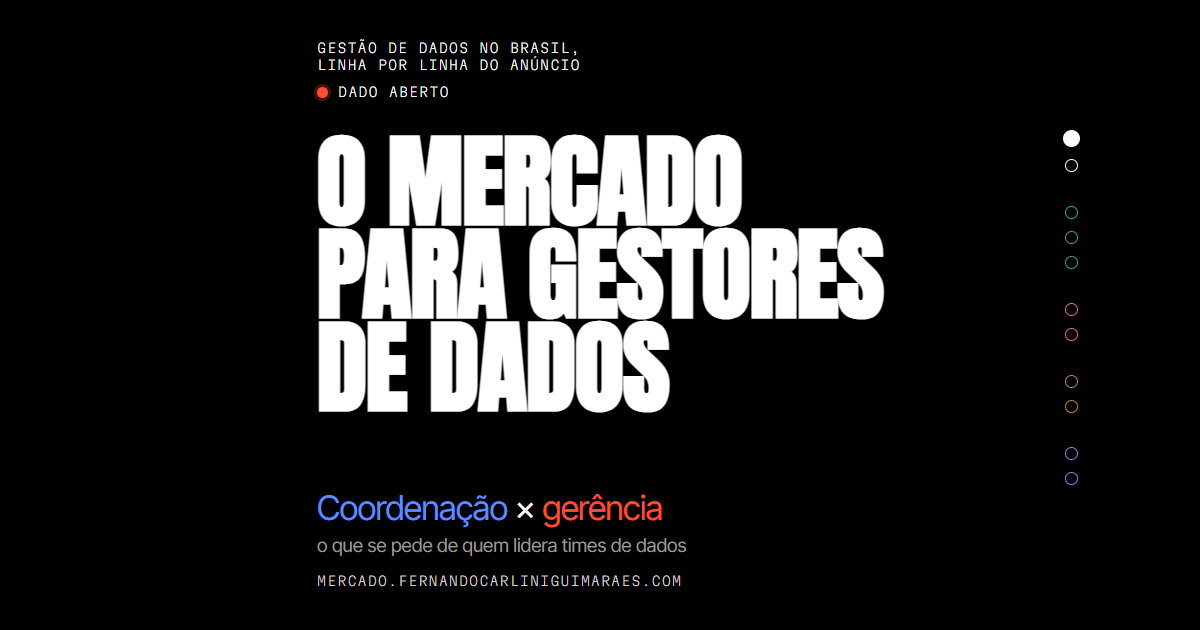 GESTÃO DE DADOS NO BRASIL,
LINHA POR LINHA DO ANÚNCIO
DADO ABERTO
O MERCADO
PARA GESTORES
DE DADOS
Coordenação × gerência
o que se pede de quem lidera times de dados
MERCADO.FERNANDOCARLINIGUIMARAES.COM